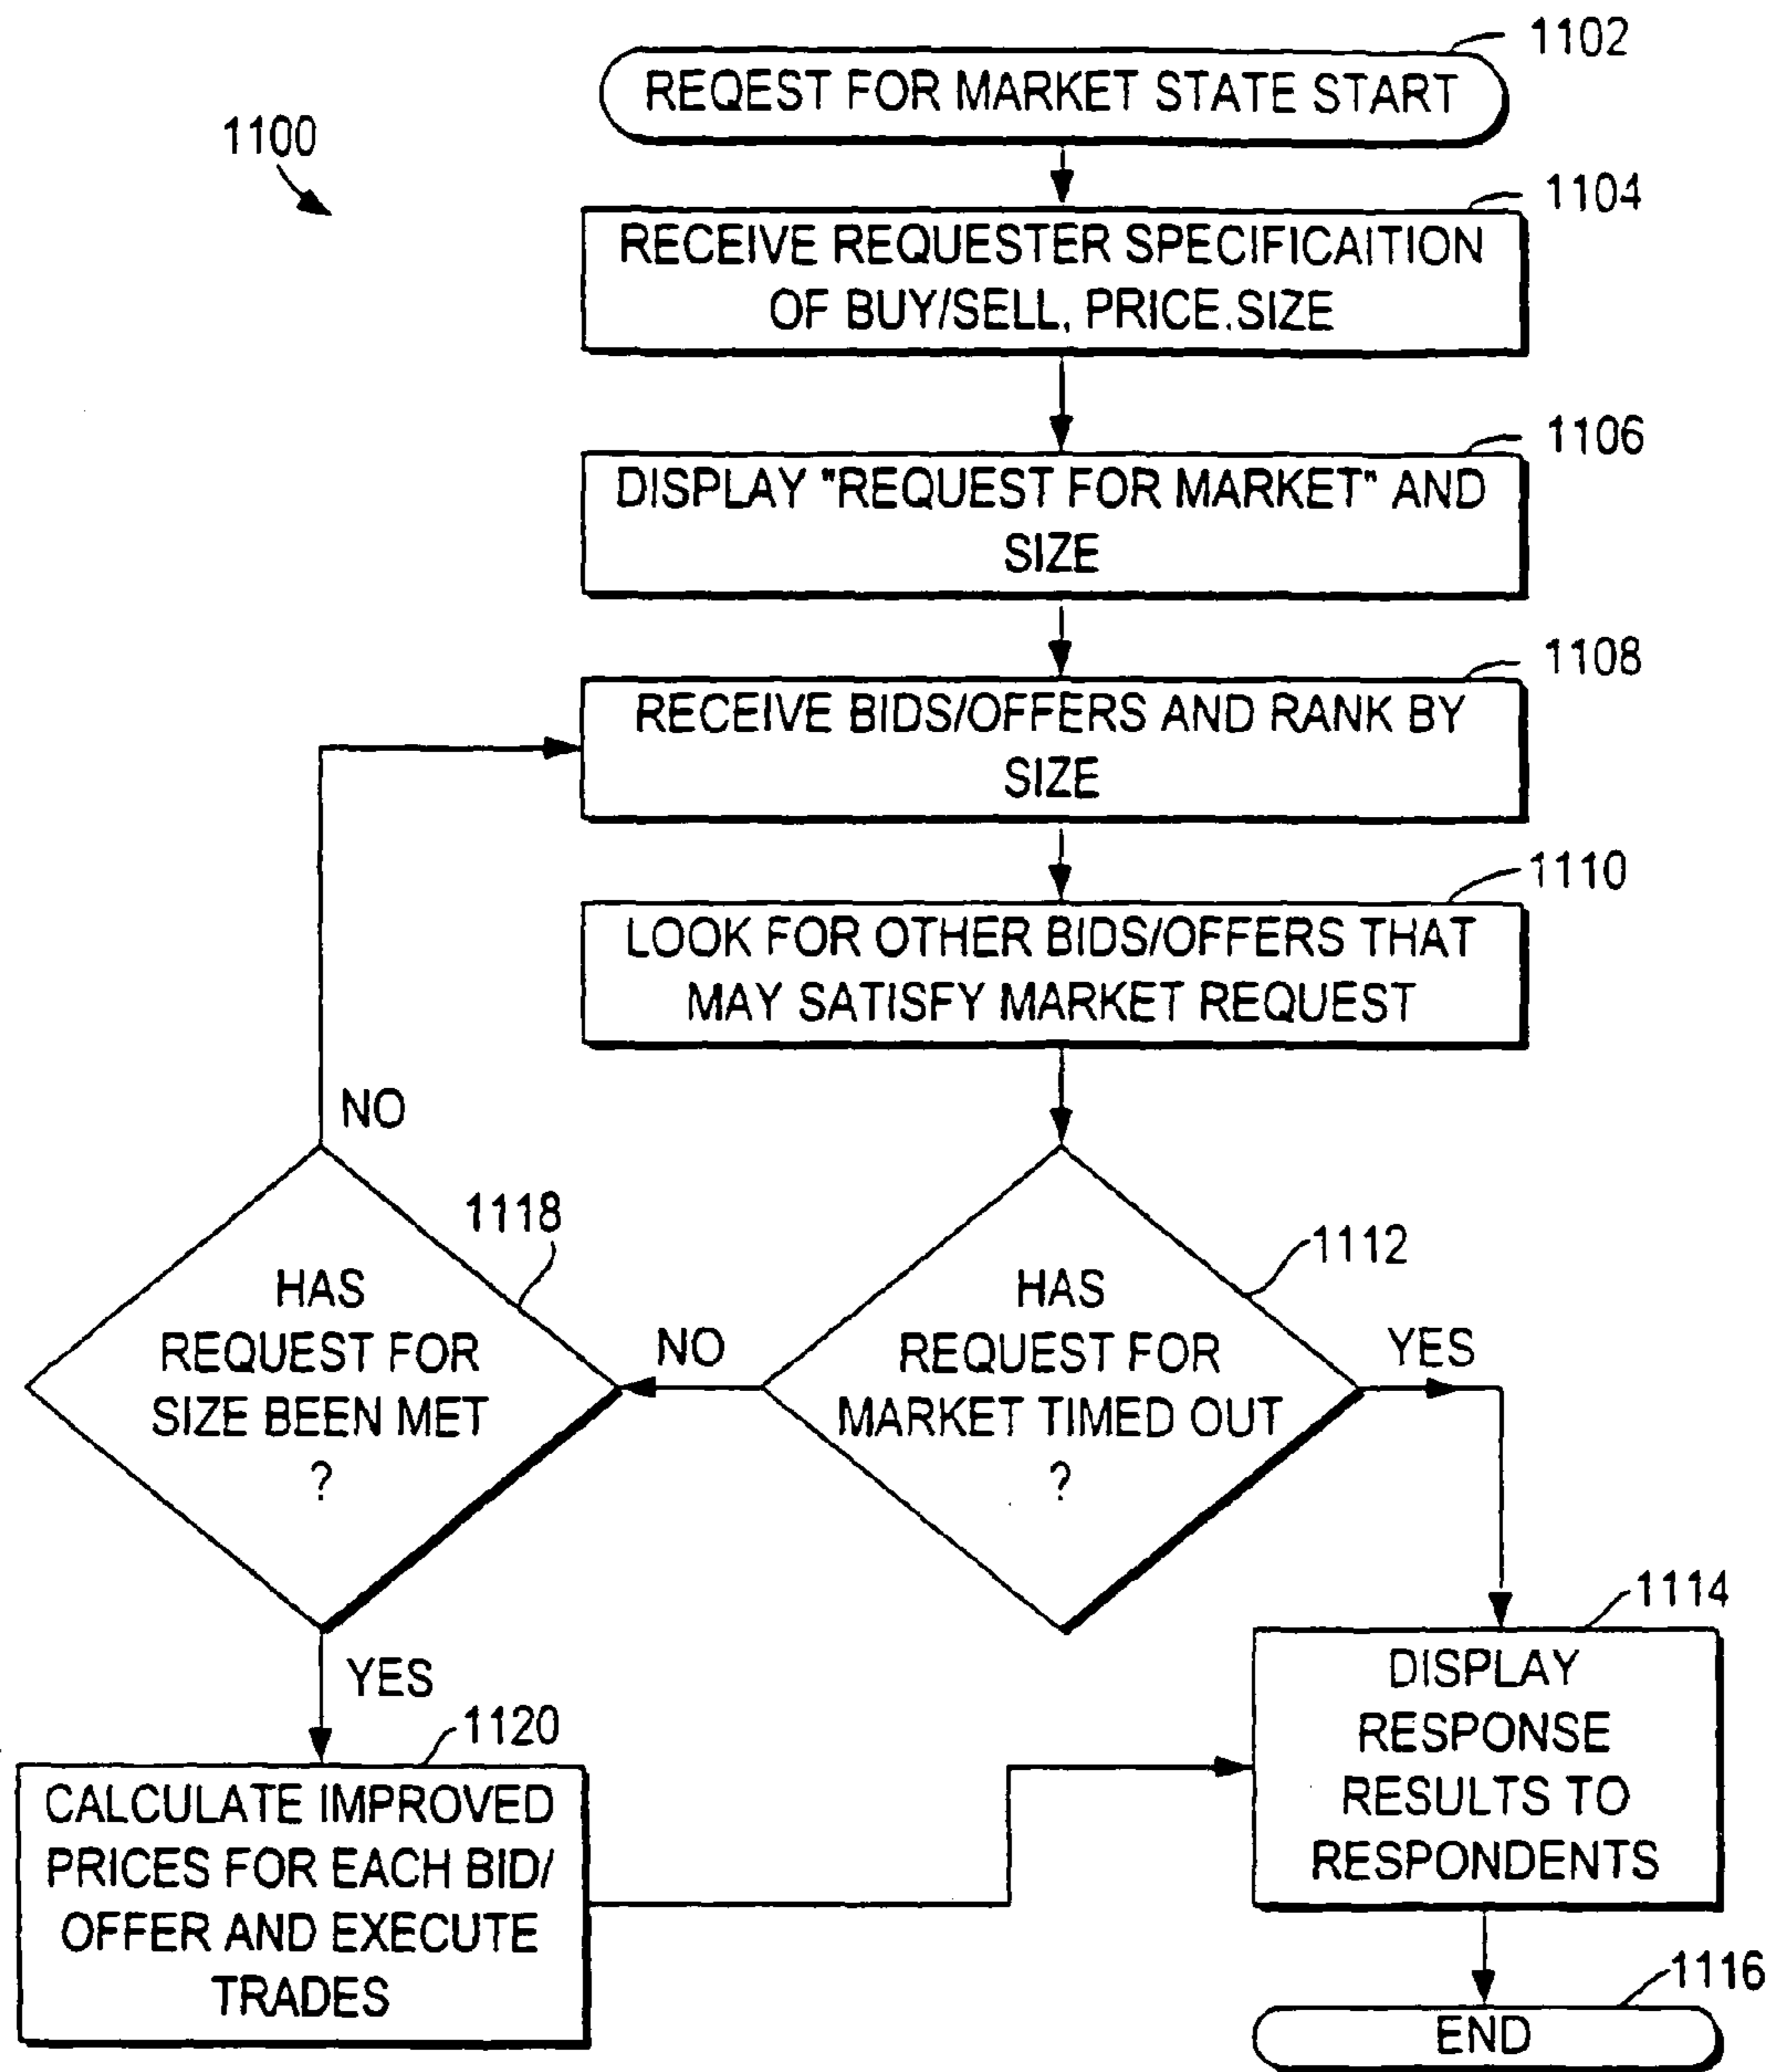 1102
REQEST FOR MARKET STATE START
1100
1104
RECEIVE REQUESTER SPECIFICAITION
OF BUY/SELL, PRICE.SIZE
1106
DISPLAY "REQUEST FOR MARKET" AND
SIZE
1108
RECEIVE BIDS/OFFERS AND RANK BY
SIZE
1110
LOOK FOR OTHER BIDS/OFFERS THAT
MAY SATISFY MARKET REQUEST
NO
1118
HAS
REQUEST FOR
SIZE BEEN MET
?
NO
1112
HAS
REQUEST FOR
MARKET TIMED OUT
?
YES
1114
DISPLAY
RESPONSE
RESULTS TO
RESPONDENTS
YES
1120
CALCULATE IMPROVED
PRICES FOR EACH BID/
OFFER AND EXECUTE
TRADES
1116
END